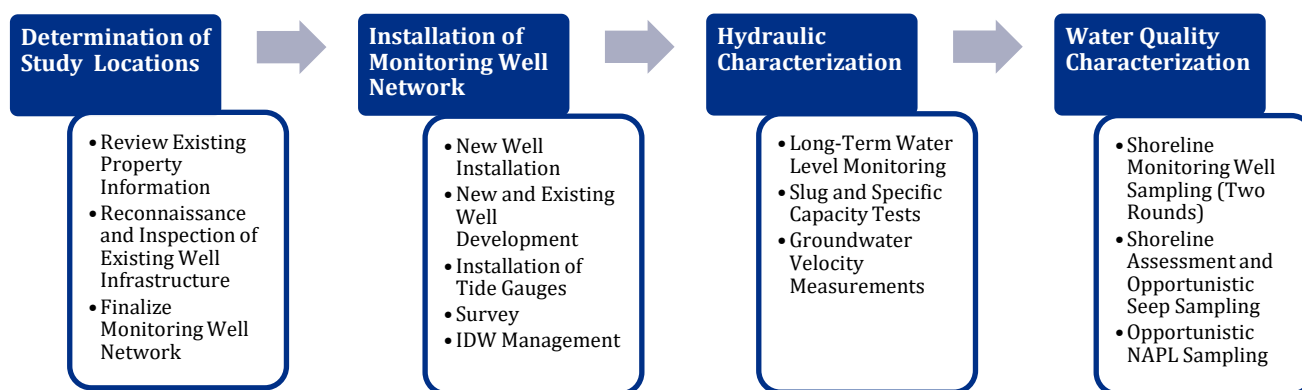 Determination of
Study Locations
• Review Existing
Property
Information
• Reconnaissance
and Inspection of
Existing Well
Infrastructure
• Finalize
Monitoring Well
Network
Installation of
Monitoring Well
Network
• New Well
Installation
• New and Existing
Well
Development
• Installation of
Tide Gauges
• Survey
• IDW Management
Hydraulic
Characterization
• Long-Term Water
Level Monitoring
• Slug and Specific
Capacity Tests
• Groundwater
Velocity
Measurements
Water Quality
Characterization
• Shoreline
Monitoring Well
Sampling (Two
Rounds)
• Shoreline
Assessment and
Opportunistic
Seep Sampling
• Opportunistic
NAPL Sampling